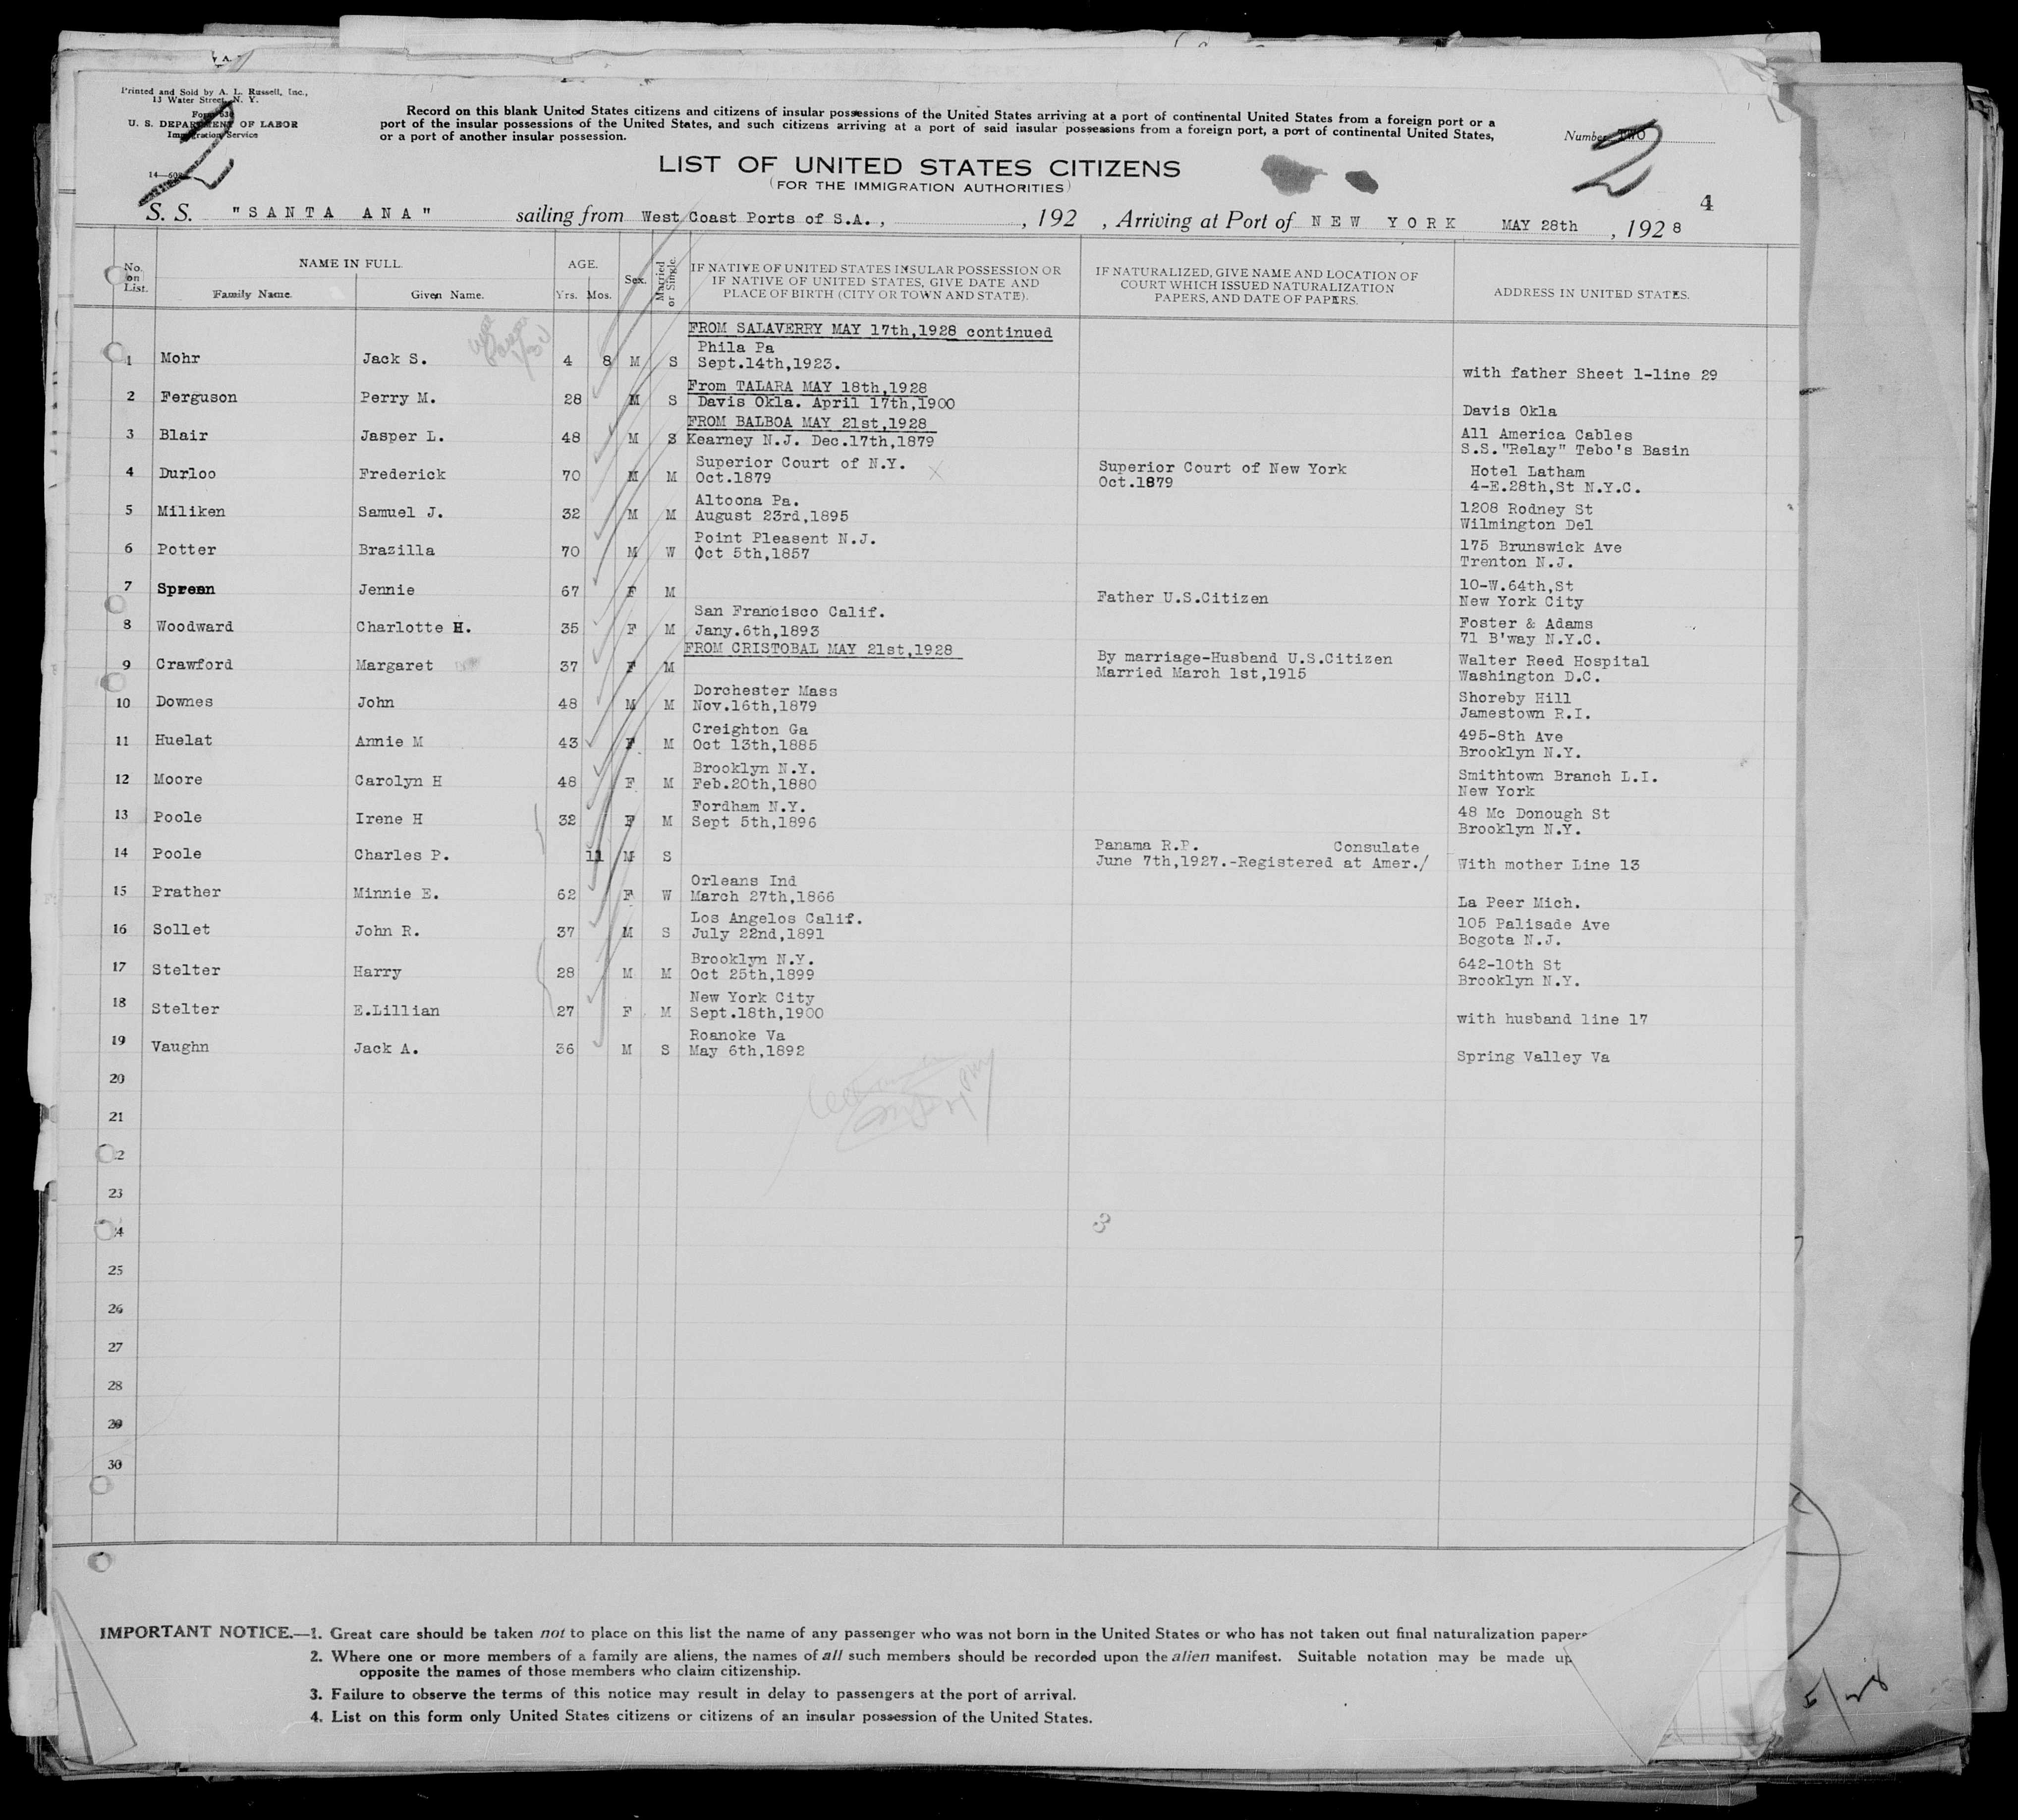 Printed and Sold by A. L. Russell, Inc.,
13 Water Street, N. Y.
Form 630
U. S. DEPARTMENT OF LABOR
Immigration Service
14—608
2
Record on this blank United States citizens and citizens of insular possessions of the United States arriving at a port of continental United States from a foreign port or a
port of the insular possessions of the United States, and such citizens arriving at a port of said insular possessions from a foreign port, a port of continental United States,
or a port of another insular possession.
Number TWO
2
LIST OF UNITED STATES CITIZENS
(FOR THE IMMIGRATION AUTHORITIES)
4
S. S. "SANTA ANA" sailing from West Coast Ports of S.A., , 192 , Arriving at Port of NEW YORK MAY 28th , 1928
No. on List. NAME IN FULL. Family Name. Given Name. AGE. Yrs. Mos. Sex. Married or Single. IF NATIVE OF UNITED STATES INSULAR POSSESSION OR IF NATIVE OF UNITED STATES, GIVE DATE AND PLACE OF BIRTH (CITY OR TOWN AND STATE). IF NATURALIZED, GIVE NAME AND LOCATION OF COURT WHICH ISSUED NATURALIZATION PAPERS, AND DATE OF PAPERS. ADDRESS IN UNITED STATES.
FROM SALAVERRY MAY 17th,1928 continued
1 Mohr Jack S. 4 8 M S Phila Pa Sept.14th,1923. with father Sheet 1-line 29
From TALARA MAY 18th,1928
2 Ferguson Perry M. 28 M S Davis Okla. April 17th,1900 Davis Okla
FROM BALBOA MAY 21st,1928
3 Blair Jasper L. 48 M S Kearney N.J. Dec.17th,1879 All America Cables S.S."Relay" Tebo's Basin
4 Durloo Frederick 70 M M Superior Court of N.Y. Oct.1879 X Superior Court of New York Oct.1879 Hotel Latham 4-E.28th,St N.Y.C.
5 Miliken Samuel J. 32 M M Altoona Pa. August 23rd,1895 1208 Rodney St Wilmington Del
6 Potter Brazilla 70 M W Point Pleasent N.J. Oct 5th,1857 175 Brunswick Ave Trenton N.J.
7 Jennie 67 F M Father U.S.Citizen 10-W.64th,St New York City
8 Woodward Charlotte H. 35 F M San Francisco Calif. Jany.6th,1893 Foster & Adams 71 B'way N.Y.C.
FROM CRISTOBAL MAY 21st,1928
9 Crawford Margaret 37 F M By marriage-Husband U.S.Citizen Married March 1st,1915 Walter Reed Hospital Washington D.C.
10 Downes John 48 M M Dorchester Mass Nov.16th,1879 Shoreby Hill Jamestown R.I.
11 Huelat Annie M 43 F M Creighton Ga Oct 13th,1885 495-8th Ave Brooklyn N.Y.
12 Moore Carolyn H 48 F M Brooklyn N.Y. Feb.20th,1880 Smithtown Branch L.I. New York
13 Poole Irene H 32 F M Fordham N.Y. Sept 5th,1896 48 Mc Donough St Brooklyn N.Y.
14 Poole Charles P. 11 M S Panama R.P. Consulate June 7th,1927.-Registered at Amer./ With mother Line 13
15 Prather Minnie E. 62 F W Orleans Ind March 27th,1866 La Peer Mich.
16 Sollet John R. 37 M S Los Angelos Calif. July 22nd,1891 105 Palisade Ave Bogota N.J.
17 Stelter Harry 28 M M Brooklyn N.Y. Oct 25th,1899 642-10th St Brooklyn N.Y.
18 Stelter E.Lillian 27 F M New York City Sept.18th,1900 with husband line 17
19 Vaughn Jack A. 36 M S Roanoke Va May 6th,1892 Spring Valley Va
20
21
22
23
24
3
25
26
27
28
29
30
IMPORTANT NOTICE.—1. Great care should be taken not to place on this list the name of any passenger who was not born in the United States or who has not taken out final naturalization papers
2. Where one or more members of a family are aliens, the names of all such members should be recorded upon the alien manifest. Suitable notation may be made up
opposite the names of those members who claim citizenship.
3. Failure to observe the terms of this notice may result in delay to passengers at the port of arrival.
4. List on this form only United States citizens or citizens of an insular possession of the United States.
5/28